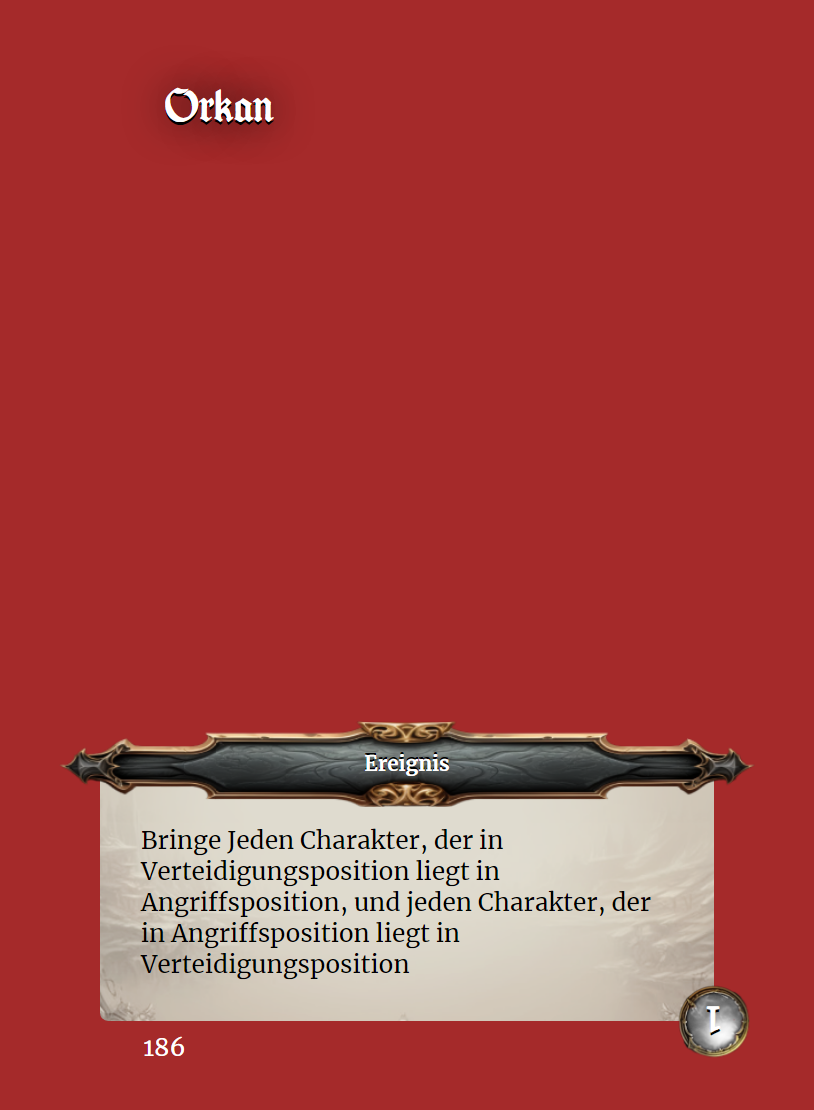 Orkan
Ereignis
Bringe Jeden Charakter, der in
Verteidigungsposition liegt in
Angriffsposition, und jeden Charakter, der
in Angriffsposition liegt in
Verteidigungsposition
1
186